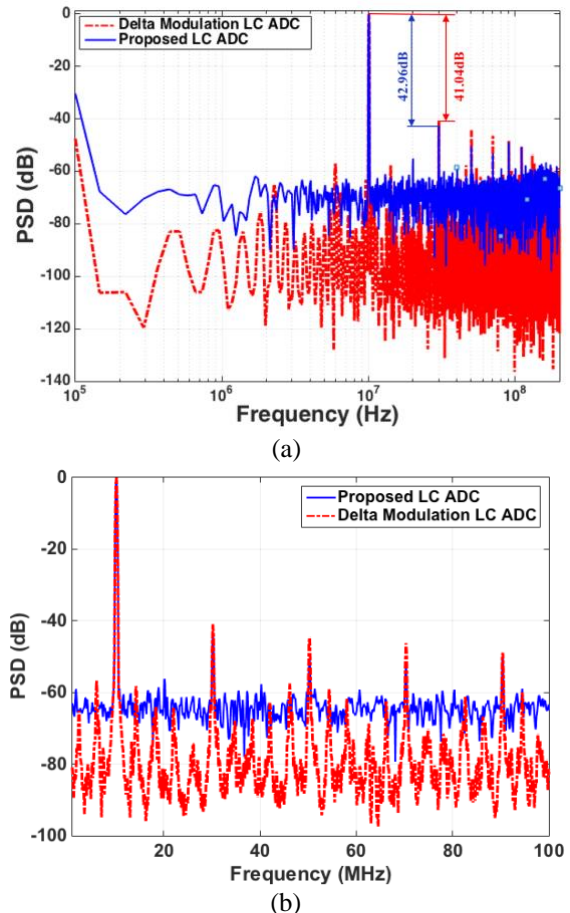 Delta Modulation LC ADC
Proposed LC ADC
42.96dB
41.04dB
0
-20
-40
-60
-80
-100
-120
-140
PSD (dB)
10^5
10^6
10^7
10^8
Frequency (Hz)
(a)
Proposed LC ADC
Delta Modulation LC ADC
0
-20
-40
-60
-80
-100
PSD (dB)
20
40
60
80
100
Frequency (MHz)
(b)